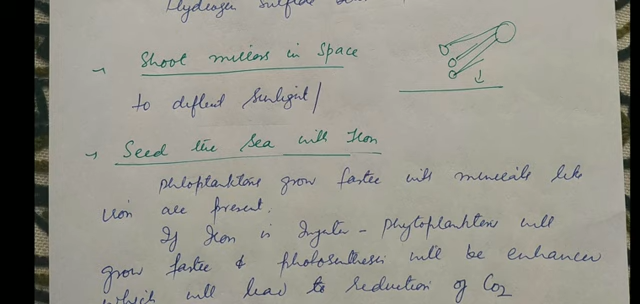 Hydrogen Sulfide
→ Shoot mirrors in Space
to deflect Sunlight/
→ Seed the Sea with Iron
Phytoplanktons grow faster with minerals like
iron are present.
If Iron is Injecter - Phytoplankton will
grow faster & photosynthesis will be enhancer
which will lead to reduction of CO2